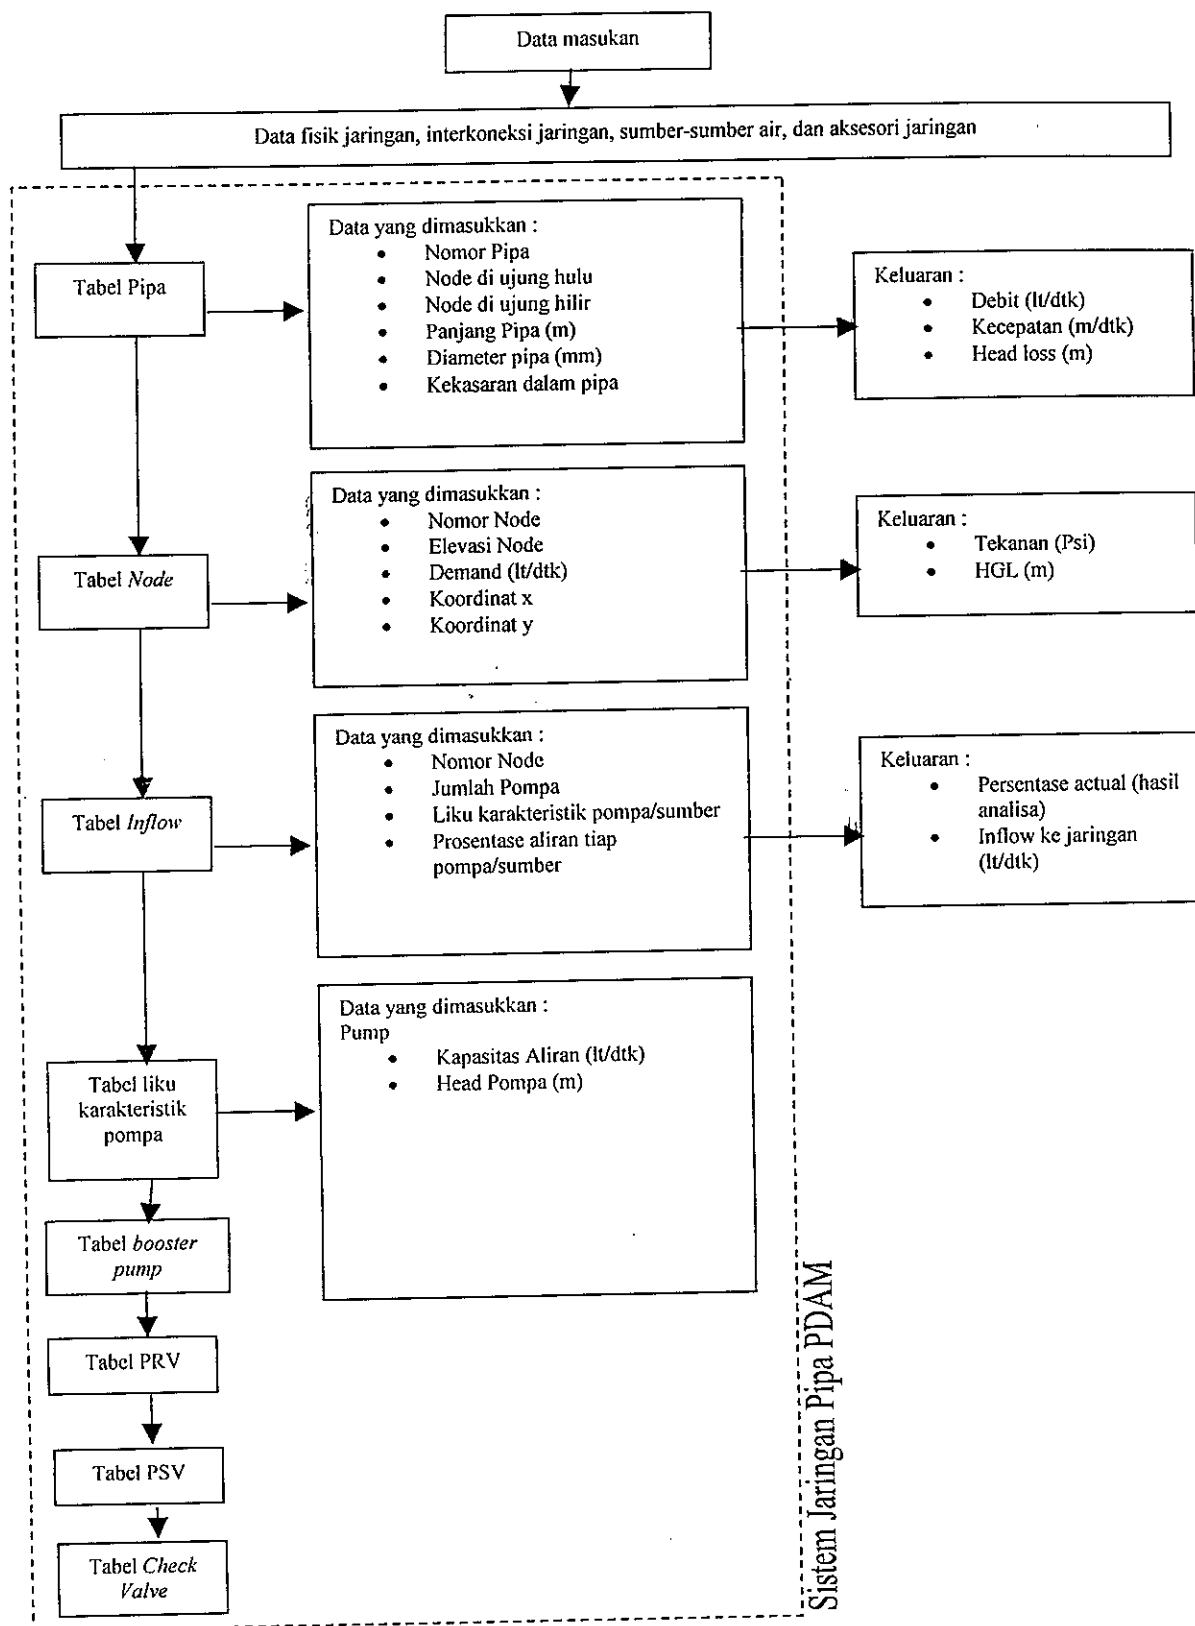 Data masukan
Data fisik jaringan, interkoneksi jaringan, sumber-sumber air, dan aksesori jaringan
Tabel Pipa
Data yang dimasukkan :
• Nomor Pipa
• Node di ujung hulu
• Node di ujung hilir
• Panjang Pipa (m)
• Diameter pipa (mm)
• Kekasaran dalam pipa
Keluaran :
• Debit (lt/dtk)
• Kecepatan (m/dtk)
• Head loss (m)
Tabel Node
Data yang dimasukkan :
• Nomor Node
• Elevasi Node
• Demand (lt/dtk)
• Koordinat x
• Koordinat y
Keluaran :
• Tekanan (Psi)
• HGL (m)
Tabel Inflow
Data yang dimasukkan :
• Nomor Node
• Jumlah Pompa
• Liku karakteristik pompa/sumber
• Prosentase aliran tiap
pompa/sumber
Keluaran :
• Persentase actual (hasil
analisa)
• Inflow ke jaringan
(lt/dtk)
Tabel liku
karakteristik
pompa
Data yang dimasukkan :
Pump
• Kapasitas Aliran (lt/dtk)
• Head Pompa (m)
Tabel booster
pump
Tabel PRV
Tabel PSV
Tabel Check
Valve
Sistem Jaringan Pipa PDAM